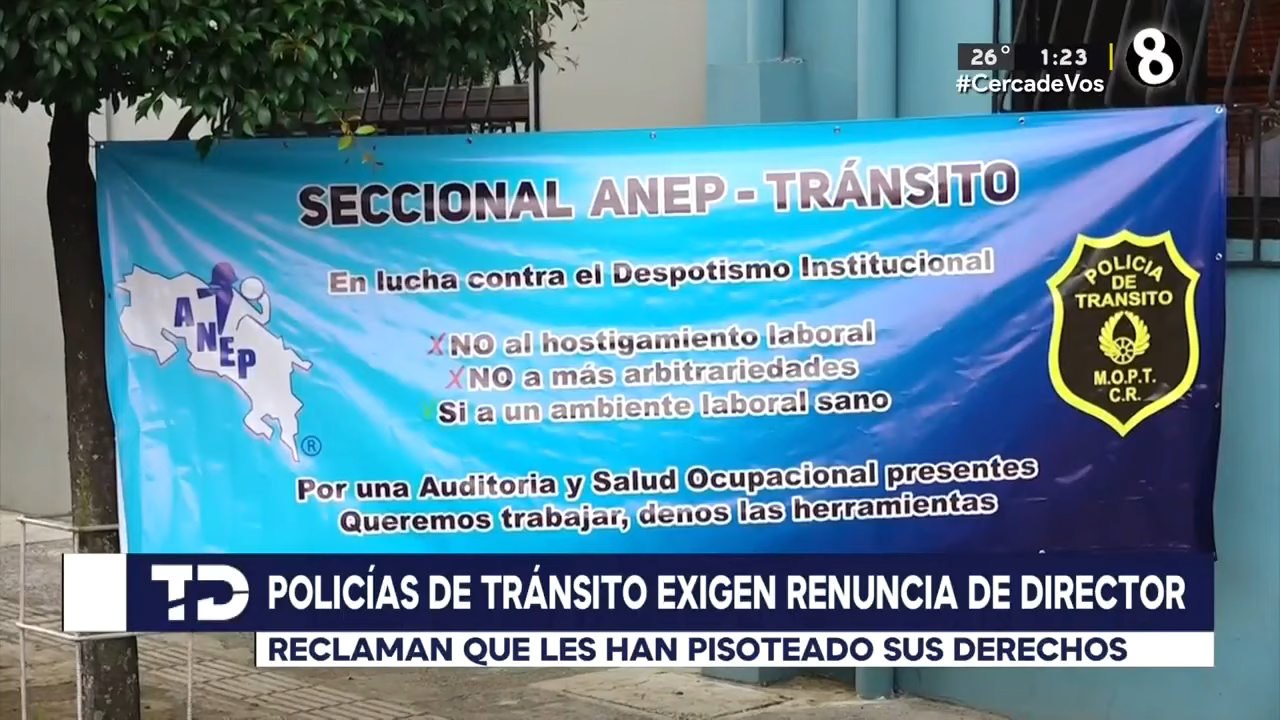 26° 1:23
8
#CercadeVos
SECCIONAL ANEP - TRÁNSITO
En lucha contra el Despotismo Institucional
X NO al hostigamiento laboral
X NO a más arbitrariedades
Si a un ambiente laboral sano
Por una Auditoria y Salud Ocupacional presentes
Queremos trabajar, denos las herramientas
ANEP
®
POLICIA
DE
TRANSITO
M.O.P.T.
C.R.
TD
POLICÍAS DE TRÁNSITO EXIGEN RENUNCIA DE DIRECTOR
RECLAMAN QUE LES HAN PISOTEADO SUS DERECHOS